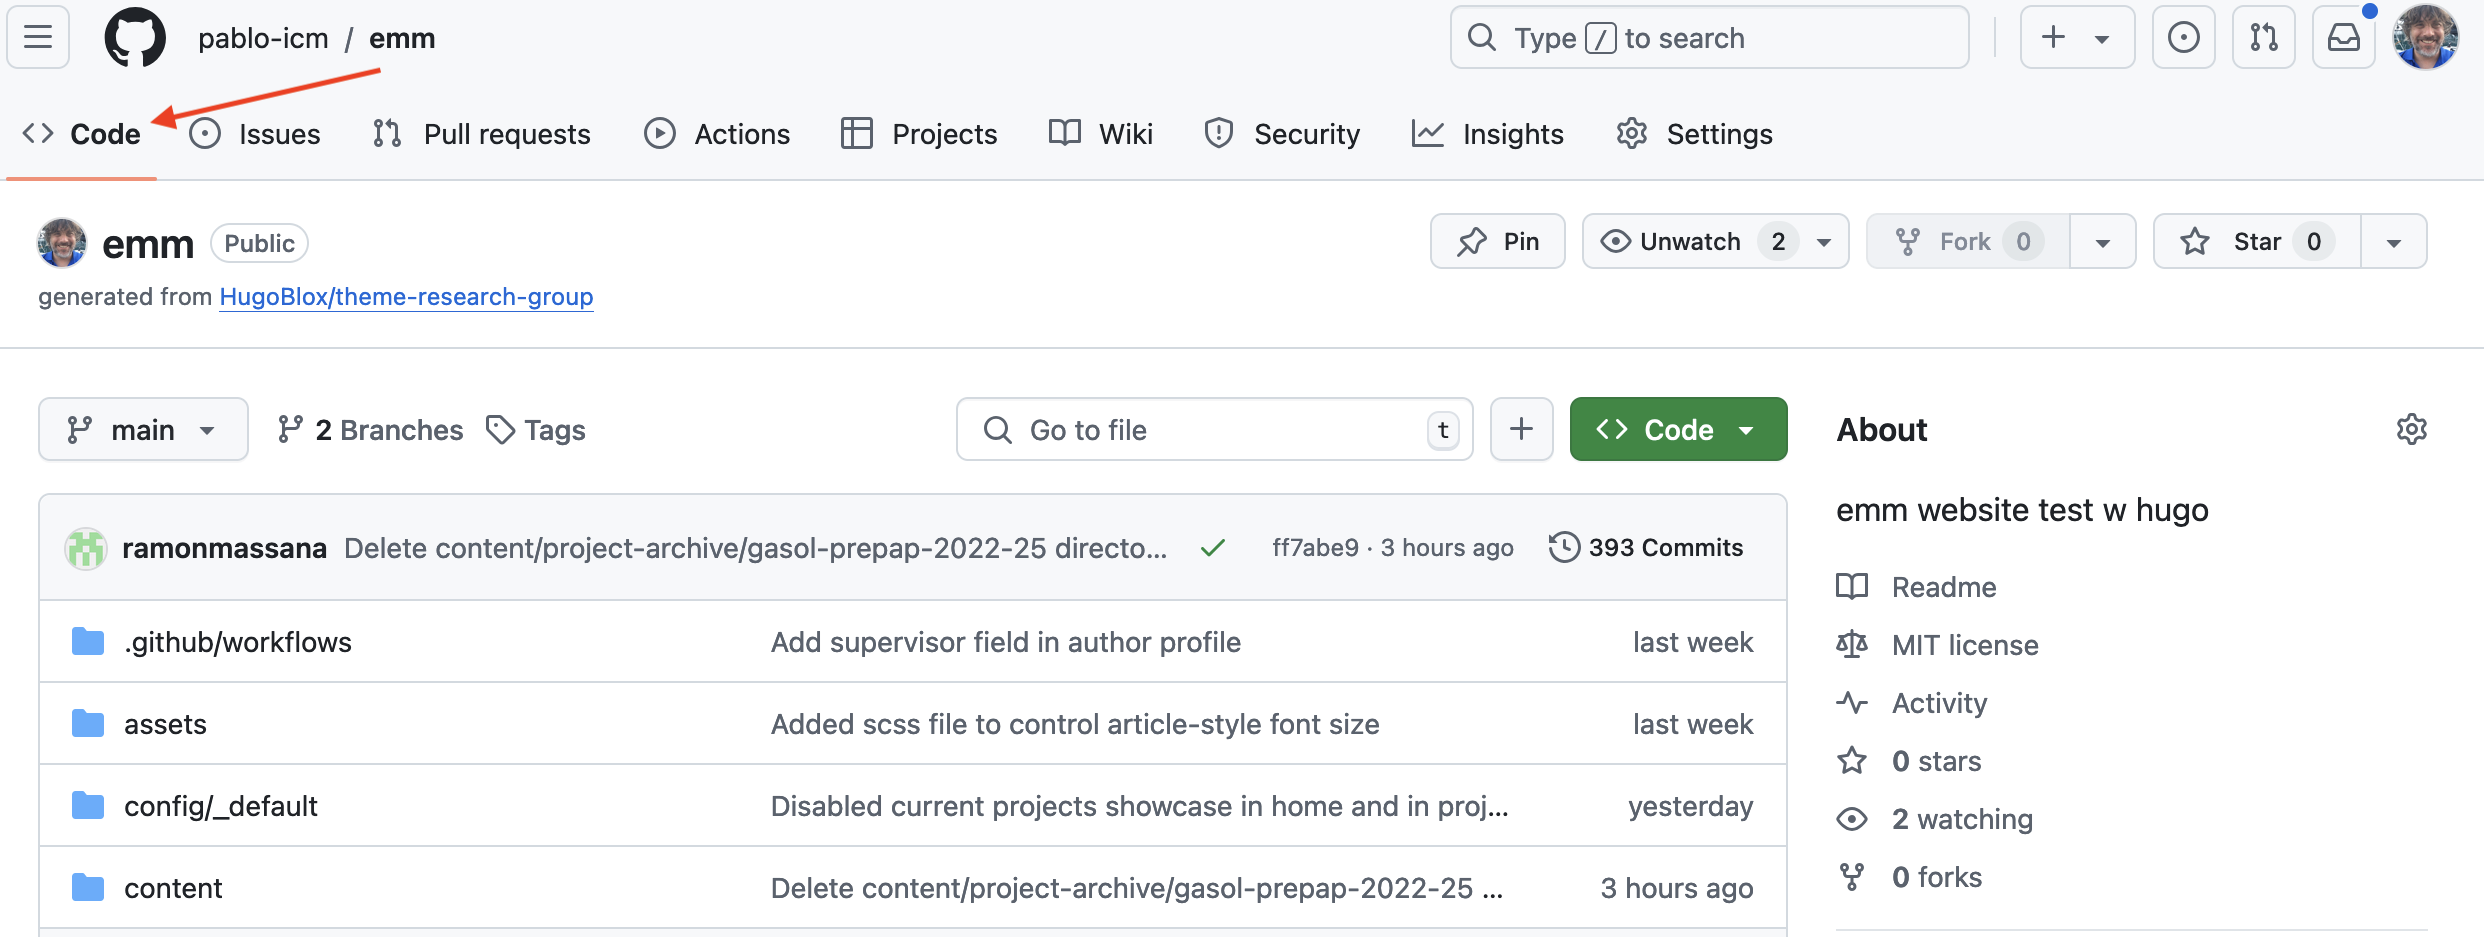 pablo-icm / emm
Type / to search
Code
Issues
Pull requests
Actions
Projects
Wiki
Security
Insights
Settings
emm Public
Pin
Unwatch 2
Fork 0
Star 0
generated from HugoBlox/theme-research-group
main
2 Branches
Tags
Go to file t
Code
About
emm website test w hugo
ramonmassana Delete content/project-archive/gasol-prepap-2022-25 directo... ff7abe9 · 3 hours ago 393 Commits
.github/workflows Add supervisor field in author profile last week
assets Added scss file to control article-style font size last week
config/_default Disabled current projects showcase in home and in proj... yesterday
content Delete content/project-archive/gasol-prepap-2022-25 ... 3 hours ago
Readme
MIT license
Activity
0 stars
2 watching
0 forks